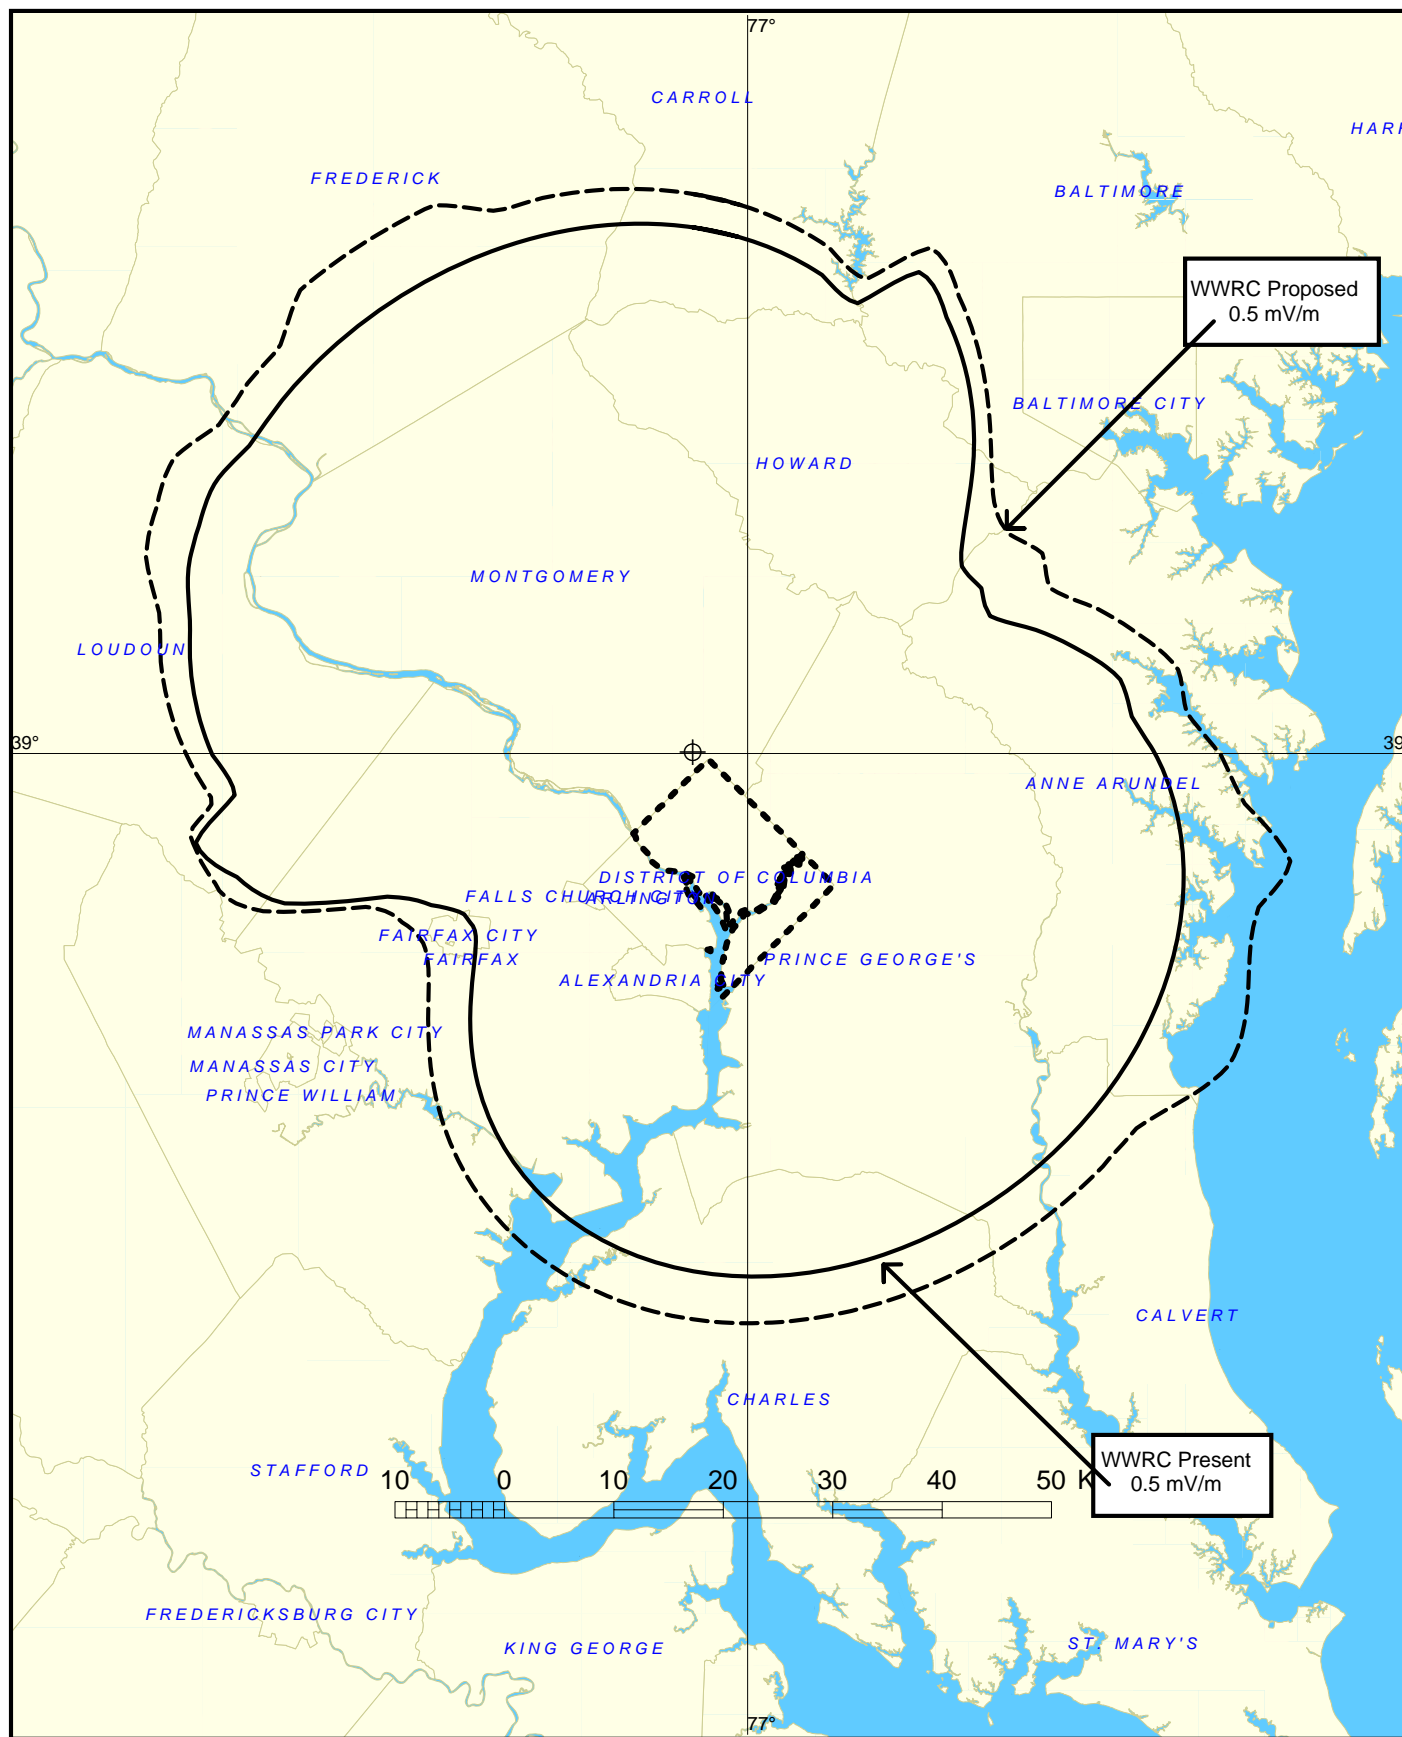 77°
CARROLL
HARF
FREDERICK
BALTIMORE
WWRC Proposed
0.5 mV/m
BALTIMORE CITY
HOWARD
MONTGOMERY
LOUDOUN
39°
39
ANNE ARUNDEL
DISTRICT OF COLUMBIA
FALLS CHURCH CITY
ARLINGTON
FAIRFAX CITY
FAIRFAX
PRINCE GEORGE'S
ALEXANDRIA CITY
MANASSAS PARK CITY
MANASSAS CITY
PRINCE WILLIAM
CALVERT
CHARLES
WWRC Present
0.5 mV/m
STAFFORD
10 0 10 20 30 40 50 K
FREDERICKSBURG CITY
KING GEORGE
ST. MARY'S
77°